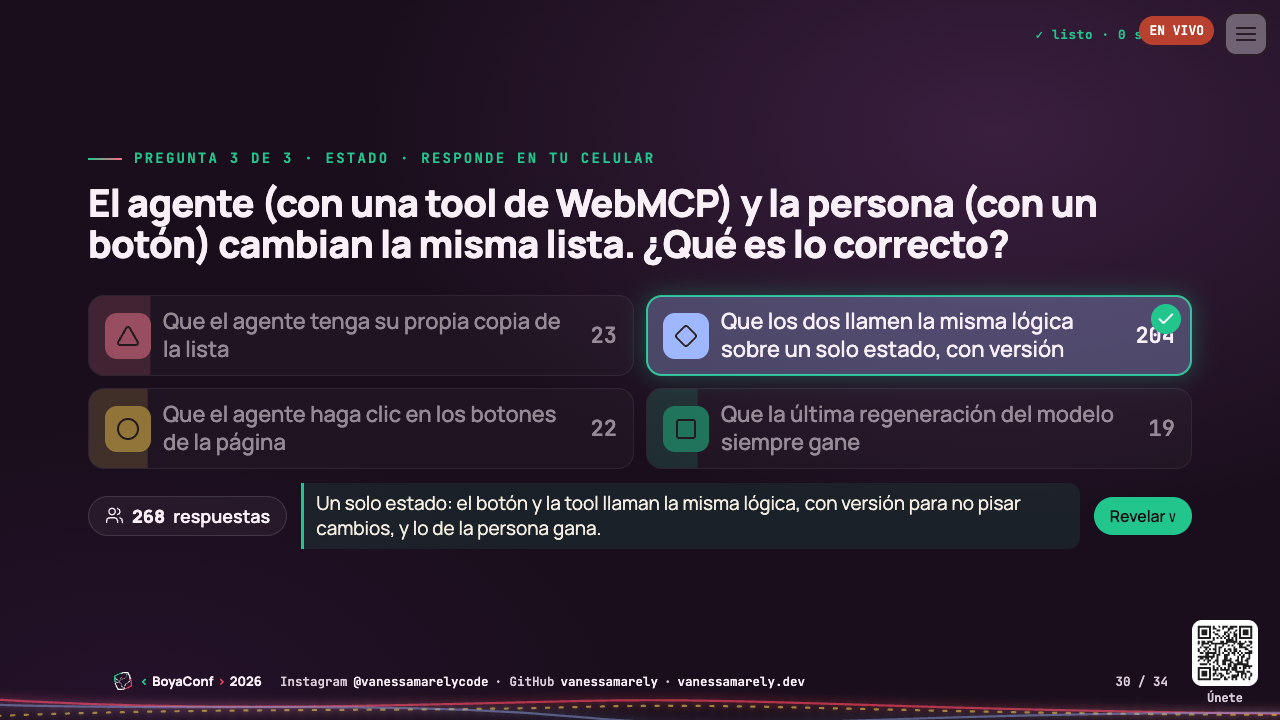 ✓ listo · 0 s
EN VIVO
PREGUNTA 3 DE 3 · ESTADO · RESPONDE EN TU CELULAR
El agente (con una tool de WebMCP) y la persona (con un
botón) cambian la misma lista. ¿Qué es lo correcto?
Que el agente tenga su propia copia de
la lista
23
Que los dos llamen la misma lógica
sobre un solo estado, con versión
204
Que el agente haga clic en los botones
de la página
22
Que la última regeneración del modelo
siempre gane
19
268 respuestas
Un solo estado: el botón y la tool llaman la misma lógica, con versión para no pisar
cambios, y lo de la persona gana.
Revelar V
‹ BoyaConf › 2026 Instagram @vanessamarelycode · GitHub vanessamarely · vanessamarely.dev
30 / 34
Únete